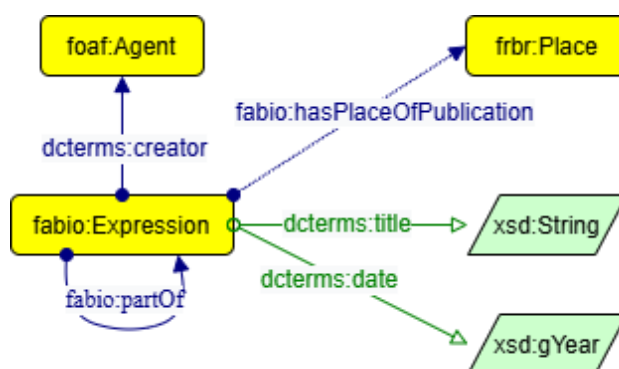 foaf:Agent
frbr:Place
fabio:hasPlaceOfPublication
dcterms:creator
fabio:Expression
dcterms:title
xsd:String
dcterms:date
fabio:partOf
xsd:gYear